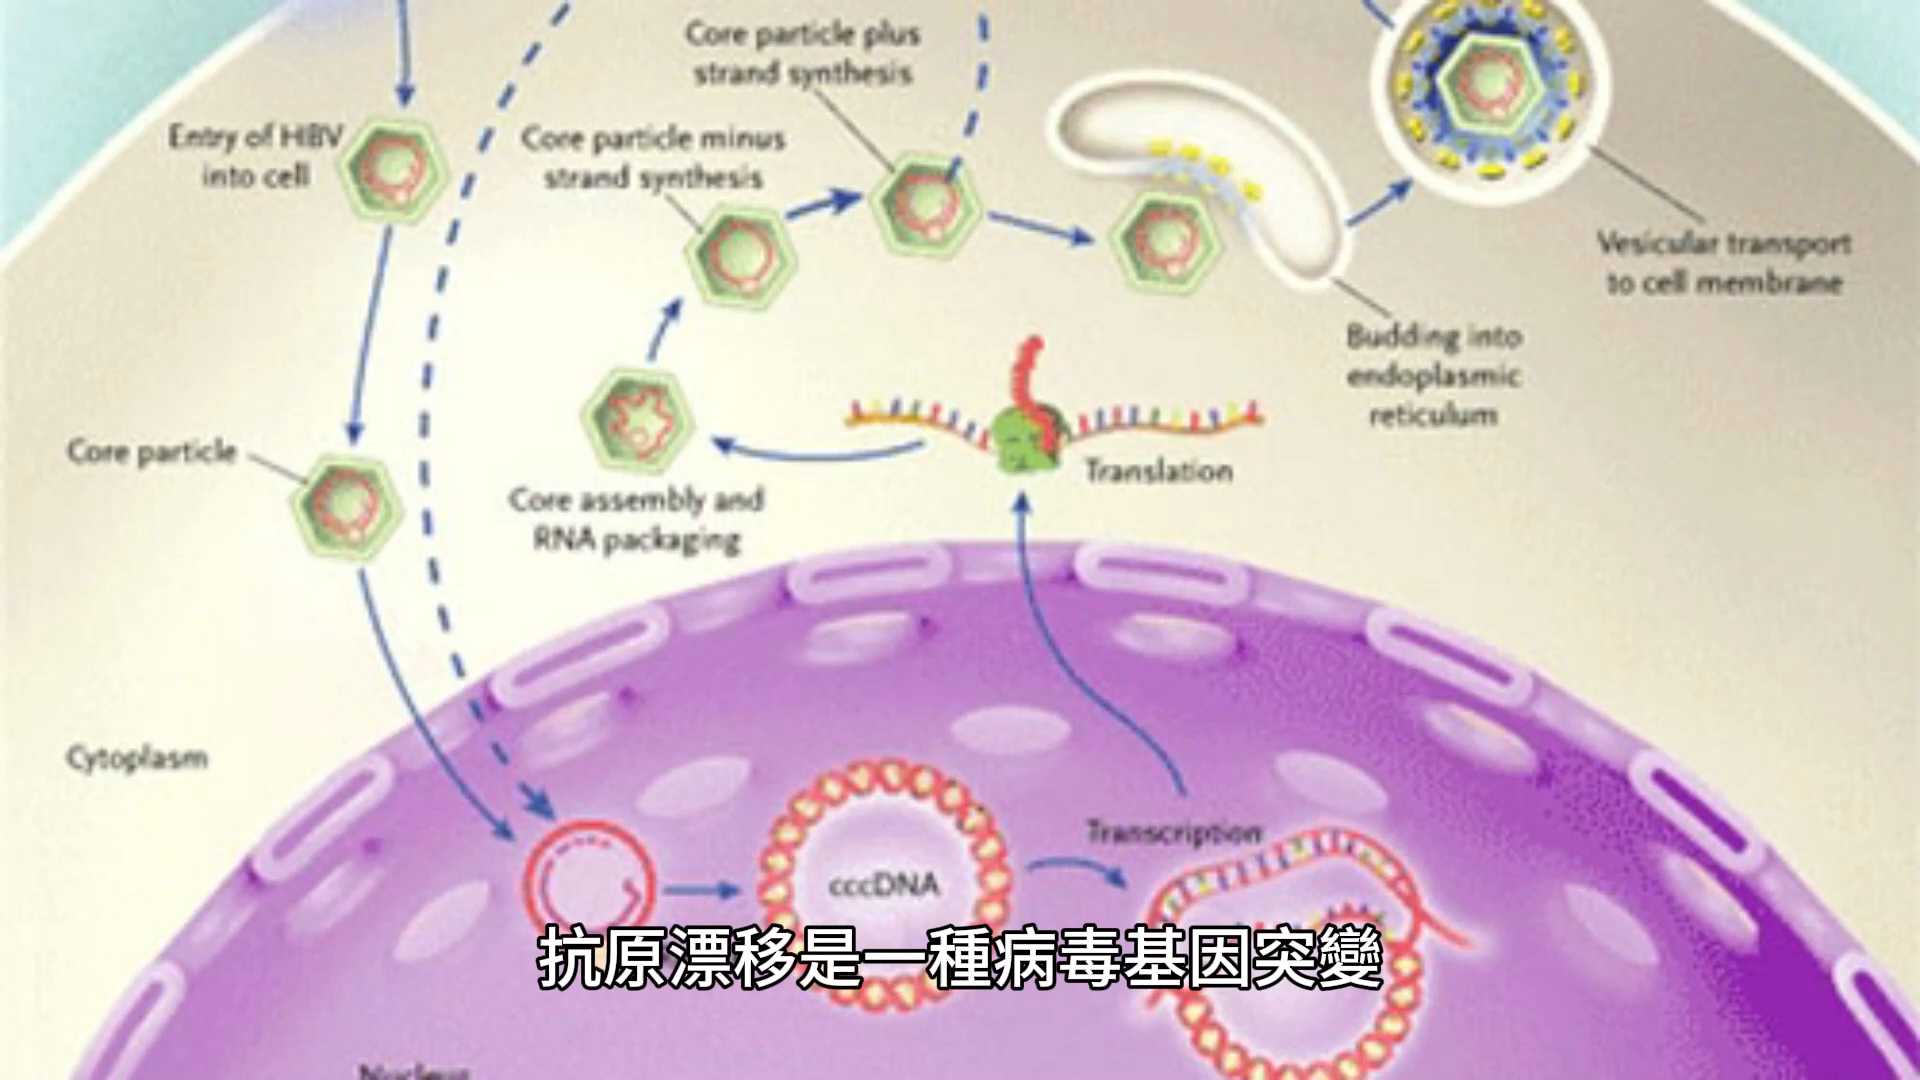 Core particle plus
strand synthesis
Entry of HBV
into cell
Core particle minus
strand synthesis
Vesicular transport
to cell membrane
Budding into
endoplasmic
reticulum
Core particle
Translation
Core assembly and
RNA packaging
Cytoplasm
Transcription
cccDNA
抗原漂移是一種病毒基因突變
Nucleus